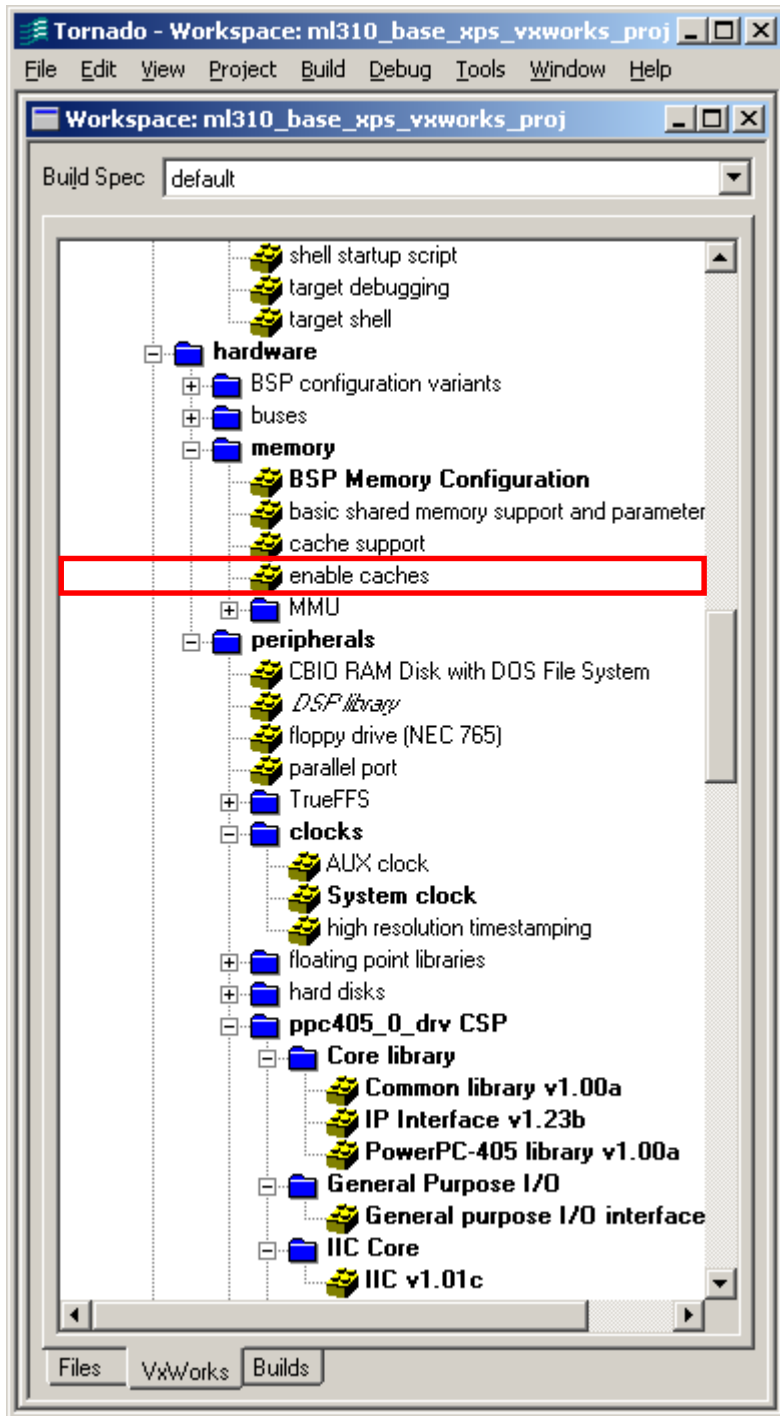 Tornado - Workspace: ml310_base_xps_vxworks_proj
File Edit View Project Build Debug Tools Window Help
Workspace: ml310_base_xps_vxworks_proj
Build Spec default
shell startup script
target debugging
target shell
hardware
BSP configuration variants
buses
memory
BSP Memory Configuration
basic shared memory support and parameter
cache support
enable caches
MMU
peripherals
CBIO RAM Disk with DOS File System
DSP library
floppy drive (NEC 765)
parallel port
TrueFFS
clocks
AUX clock
System clock
high resolution timestamping
floating point libraries
hard disks
ppc405_0_drv CSP
Core library
Common library v1.00a
IP Interface v1.23b
PowerPC-405 library v1.00a
General Purpose I/O
General purpose I/O interface
IIC Core
IIC v1.01c
Files VxWorks Builds